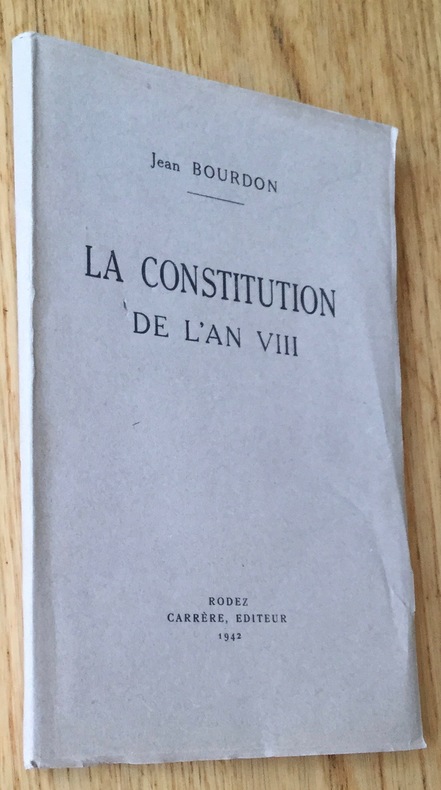 Jean BOURDON
LA CONSTITUTION
DE L'AN VIII
RODEZ
CARRÈRE, EDITEUR
1942